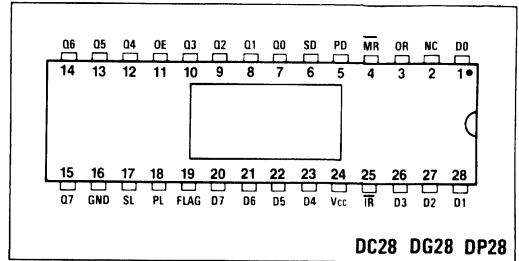 Q6 Q5 Q4 OE Q3 Q2 Q1 Q0 SD PD M̅R̅ OR NC D0
14 13 12 11 10 9 8 7 6 5 4 3 2 1
15 16 17 18 19 20 21 22 23 24 25 26 27 28
Q7 GND SL PL FLAG D7 D6 D5 D4 VCC I̅R̅ D3 D2 D1
DC28 DG28 DP28